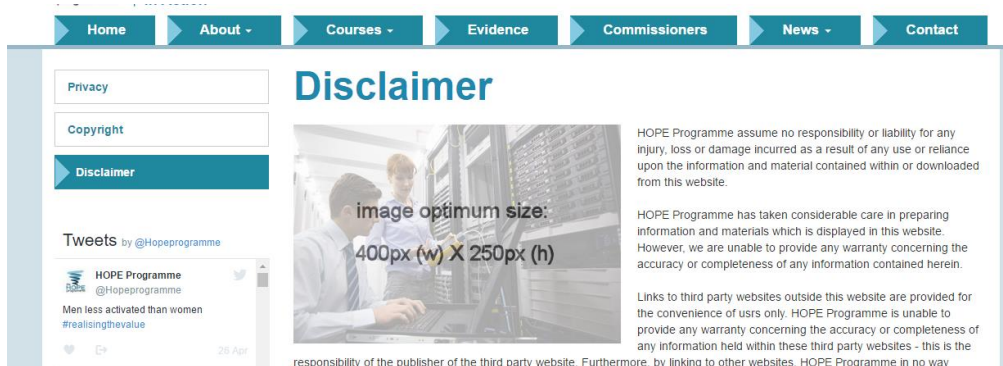 Home
About
Courses
Evidence
Commissioners
News
Contact
Privacy
Copyright
Disclaimer
Tweets by @Hopeprogramme
HOPE Programme
@Hopeprogramme
Men less activated than women
#realisingthevalue
26 Apr
Disclaimer
image optimum size:
400px (w) X 250px (h)
HOPE Programme assume no responsibility or liability for any
injury, loss or damage incurred as a result of any use or reliance
upon the information and material contained within or downloaded
from this website.
HOPE Programme has taken considerable care in preparing
information and materials which is displayed in this website.
However, we are unable to provide any warranty concerning the
accuracy or completeness of any information contained herein.
Links to third party websites outside this website are provided for
the convenience of usrs only. HOPE Programme is unable to
provide any warranty concerning the accuracy or completeness of
any information held within these third party websites - this is the
responsibility of the publisher of the third party website. Furthermore, by linking to other websites, HOPE Programme in no way